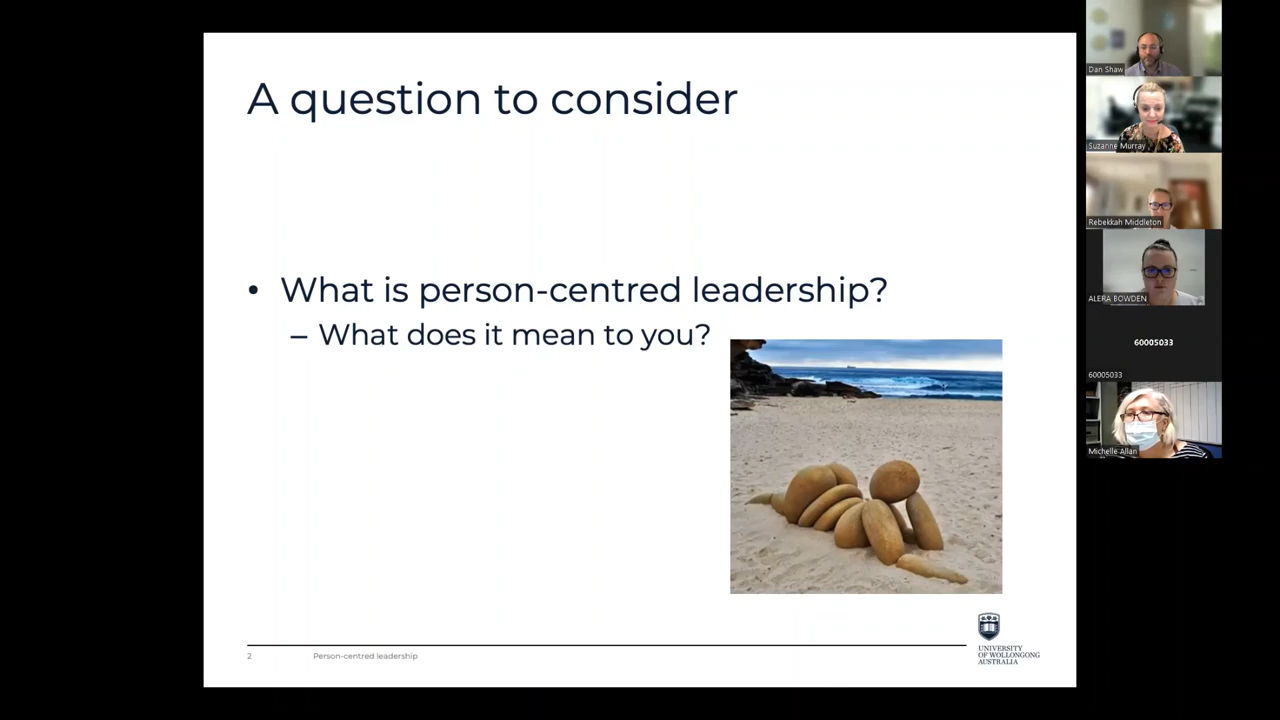 A question to consider
• What is person-centred leadership?
– What does it mean to you?
2 Person-centred leadership
UNIVERSITY
OF WOLLONGONG
AUSTRALIA
Dan Shaw
Suzanne Murray
Rebekkah Middleton
ALERA BOWDEN
60005033
60005033
Michelle Allan